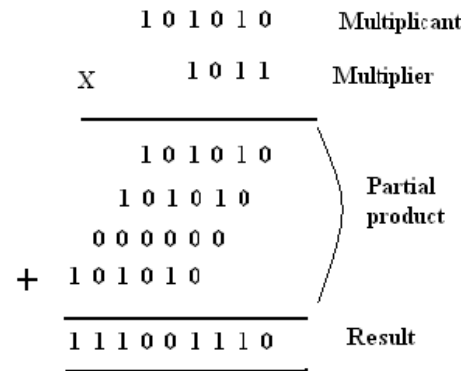 1 0 1 0 1 0 Multiplicant
X 1 0 1 1 Multiplier
1 0 1 0 1 0
1 0 1 0 1 0
0 0 0 0 0 0
+ 1 0 1 0 1 0
Partial
product
1 1 1 0 0 1 1 1 0 Result